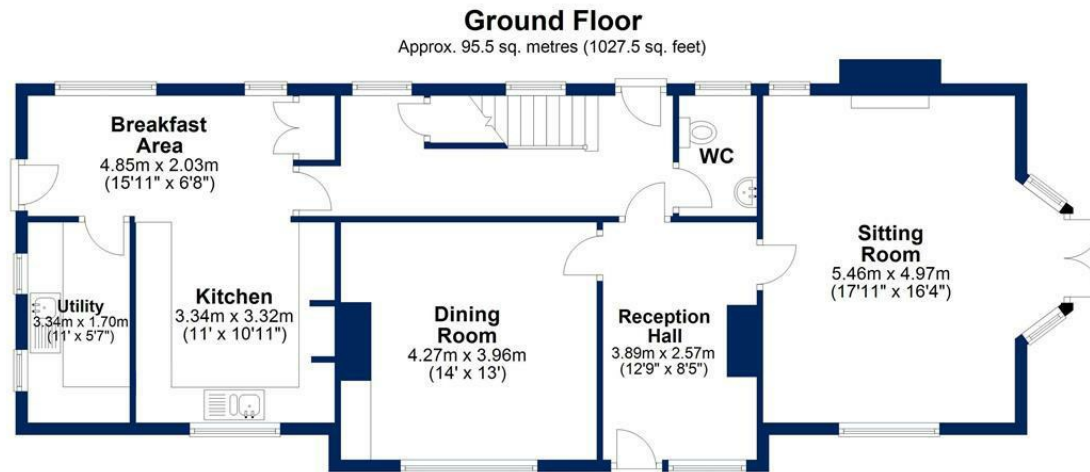 Ground Floor
Approx. 95.5 sq. metres (1027.5 sq. feet)
Breakfast
Area
4.85m x 2.03m
(15'11" x 6'8")
WC
Sitting
Room
5.46m x 4.97m
(17'11" x 16'4")
Utility
3.34m x 1.70m
(11' x 5'7")
Kitchen
3.34m x 3.32m
(11' x 10'11")
Dining
Room
4.27m x 3.96m
(14' x 13')
Reception
Hall
3.89m x 2.57m
(12'9" x 8'5")